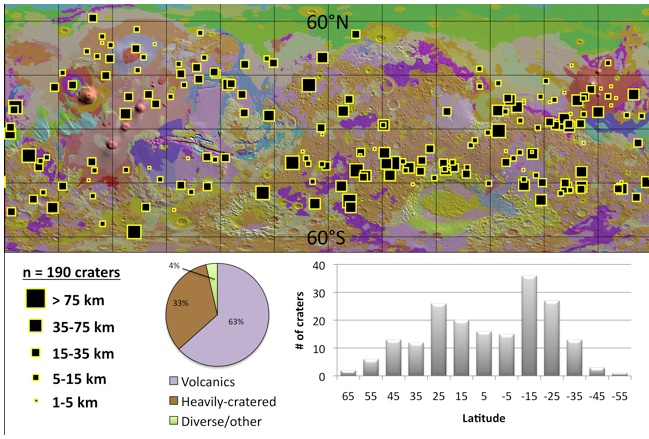 60°N
60°S
n = 190 craters
> 75 km
35-75 km
15-35 km
5-15 km
1-5 km
4%
33%
63%
Volcanics
Heavily-cratered
Diverse/other
# of craters
40
30
20
10
0
65 55 45 35 25 15 5 -5 -15 -25 -35 -45 -55
Latitude